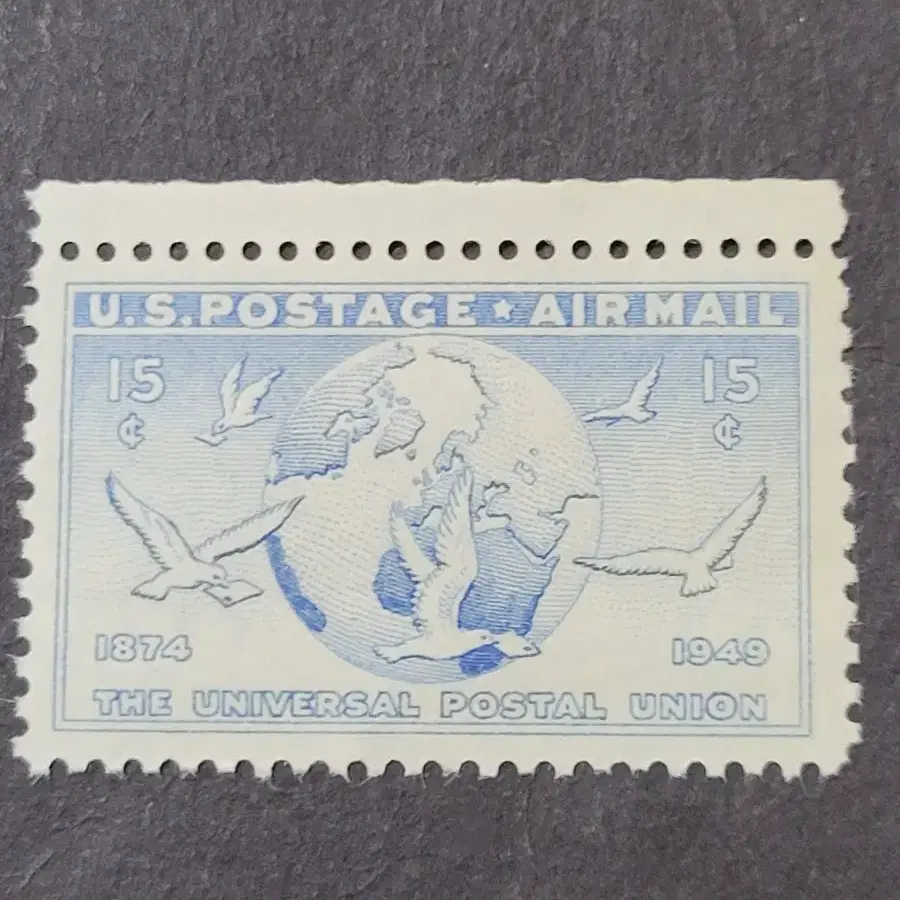 U.S. POSTAGE ★ AIR MAIL
15 ¢
15 ¢
1874
1949
THE UNIVERSAL POSTAL UNION